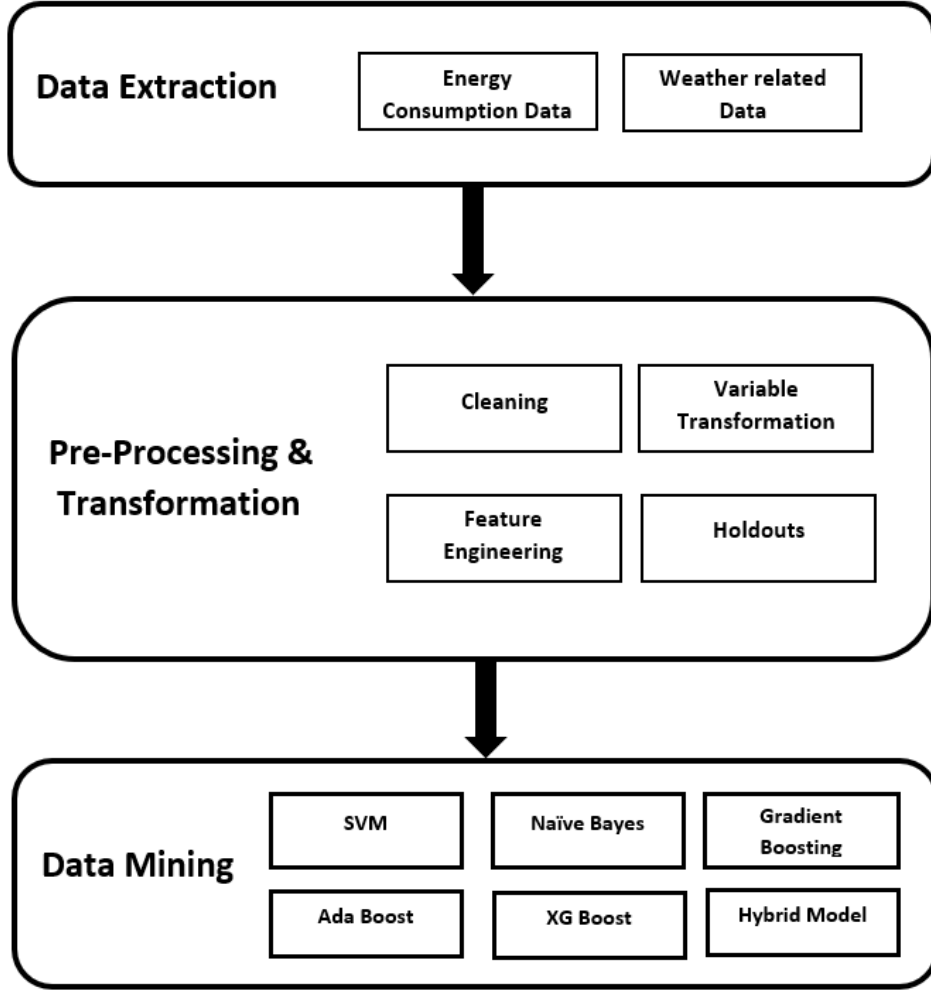 Data Extraction
Energy
Consumption Data
Weather related
Data
Pre-Processing &
Transformation
Cleaning
Variable
Transformation
Feature
Engineering
Holdouts
Data Mining
SVM
Naïve Bayes
Gradient
Boosting
Ada Boost
XG Boost
Hybrid Model